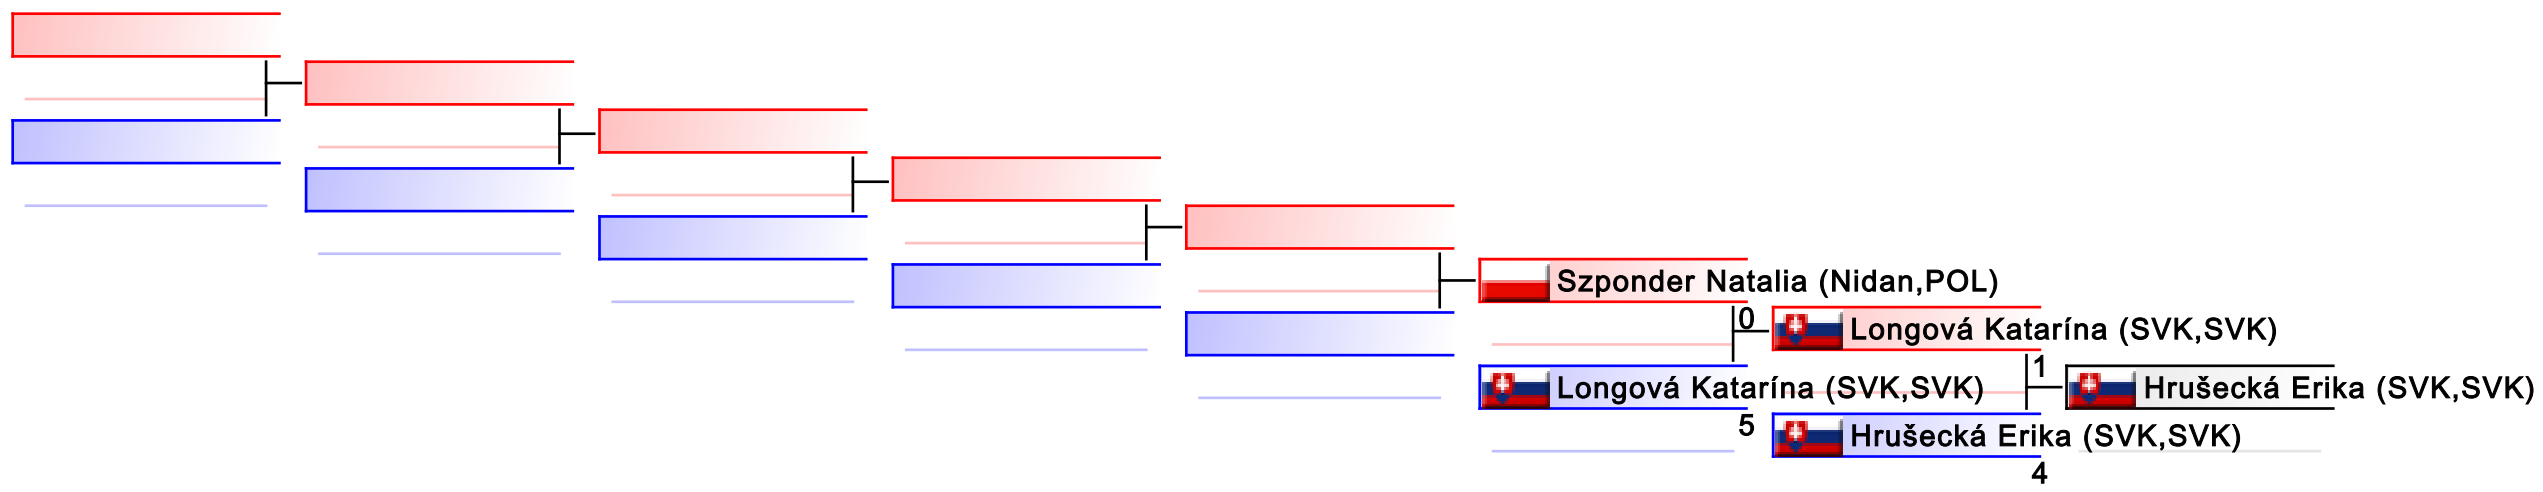 Szponder Natalia (Nidan,POL)
0
Longová Katarína (SVK,SVK)
1
Longová Katarína (SVK,SVK)
Hrušecká Erika (SVK,SVK)
5
Hrušecká Erika (SVK,SVK)
4